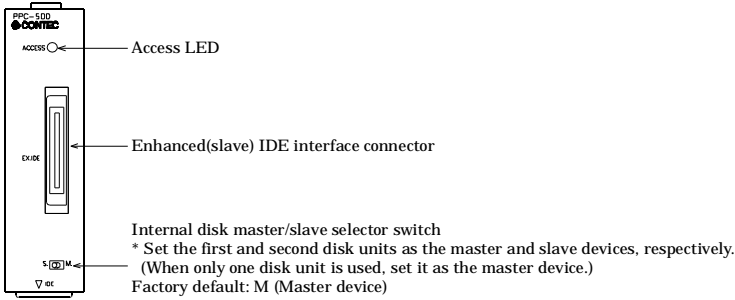 PPC-500
CONTEC
ACCESS
Access LED
EX.IDE
Enhanced(slave) IDE interface connector
Internal disk master/slave selector switch
* Set the first and second disk units as the master and slave devices, respectively.
(When only one disk unit is used, set it as the master device.)
Factory default: M (Master device)
S. M.
IDE